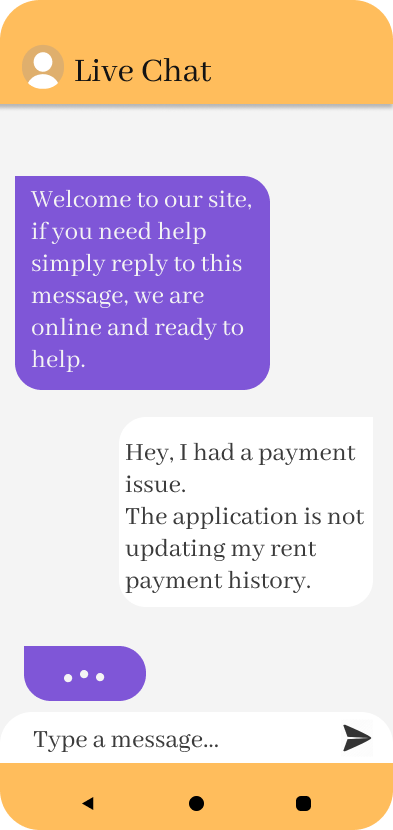 Live Chat
Welcome to our site,
if you need help
simply reply to this
message, we are
online and ready to
help.
Hey, I had a payment
issue.
The application is not
updating my rent
payment history.
Type a message...